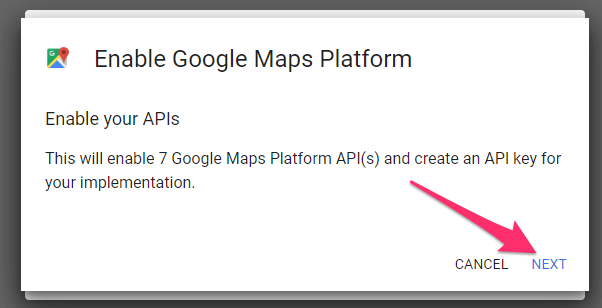 Enable Google Maps Platform
Enable your APIs
This will enable 7 Google Maps Platform API(s) and create an API key for
your implementation.
CANCEL NEXT